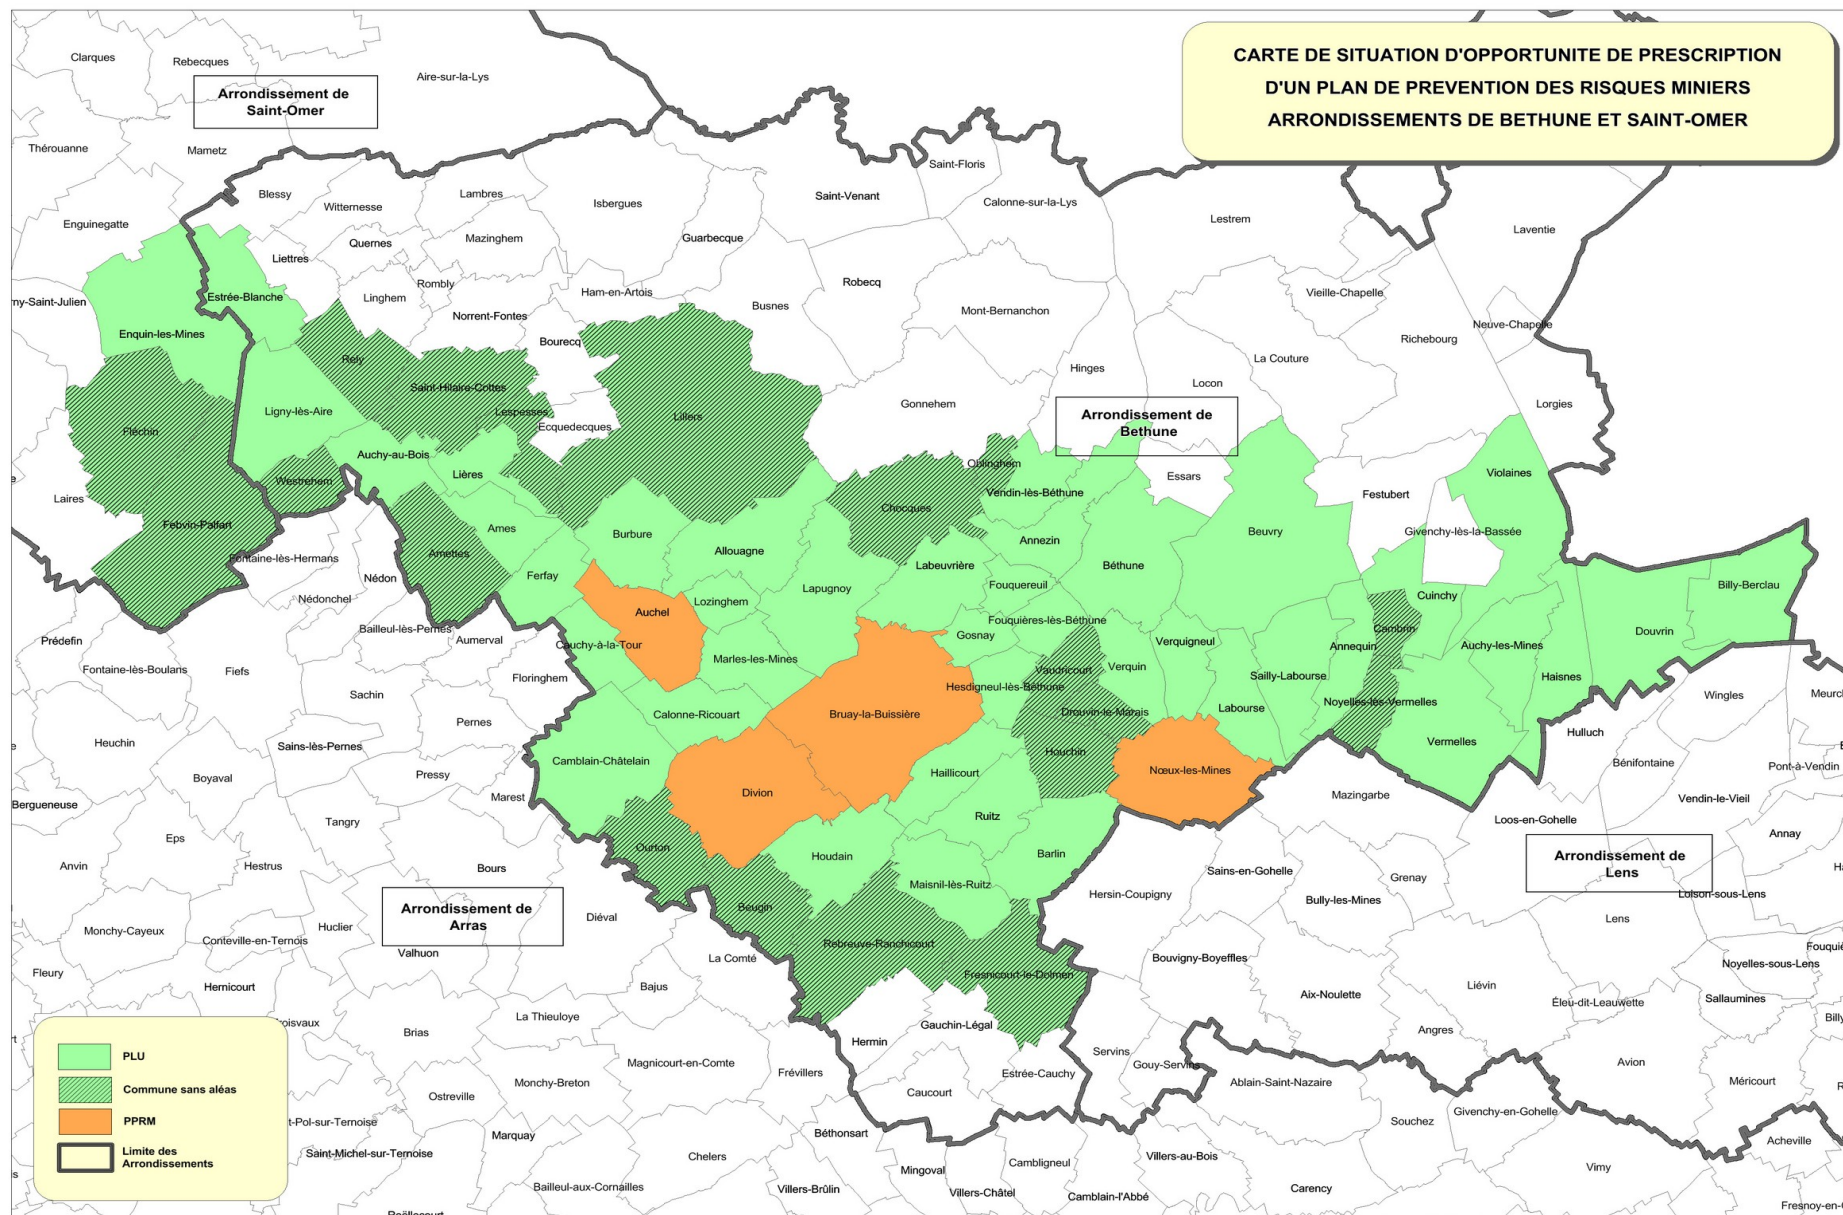 CARTE DE SITUATION D'OPPORTUNITE DE PRESCRIPTION
D'UN PLAN DE PREVENTION DES RISQUES MINIERS
ARRONDISSEMENTS DE BETHUNE ET SAINT-OMER
Clarques
Rebecques
Aire-sur-la-Lys
Arrondissement de
Saint-Omer
Thérouanne
Mametz
Saint-Floris
Blessy
Lambres
Isbergues
Saint-Venant
Calonne-sur-la-Lys
Witternesse
Lestrem
Enguinegatte
Laventie
Quernes
Mazinghem
Guarbecque
Liettres
Rombly
Robecq
Ham-en-Artois
Vieille-Chapelle
Estrée-Blanche
Linghem
rny-Saint-Julien
Busnes
Mont-Bernanchon
Norrent-Fontes
Neuve-Chapelle
Enquin-les-Mines
Bourecq
Richebourg
Rely
La Couture
Hinges
Saint-Hilaire-Cottes
Locon
Gonnehem
Lorgies
Ligny-lès-Aire
Lespesses
Lillers
Arrondissement de
Bethune
Ecquedecques
Fléchin
Auchy-au-Bois
Oblinghem
Lières
Essars
Violaines
Westrehem
Vendin-lès-Béthune
Festubert
Laires
Chocques
Febvin-Palfart
Ames
Burbure
Beuvry
Givenchy-lès-la-Bassée
Annezin
Allouagne
Amettes
Fontaine-lès-Hermans
Labeuvrière
Béthune
Ferfay
Nédon
Fouquereuil
Billy-Berclau
Lapugnoy
Cuinchy
Nédonchel
Lozinghem
Auchel
Fouquières-lès-Béthune
Bailleul-lès-Pernes
Cambrin
Douvrin
Gosnay
Prédefin
Aumerval
Verquigneul
Cauchy-à-la-Tour
Annequin
Auchy-les-Mines
Marles-les-Mines
Verquin
Fontaine-lès-Boulans
Fiefs
Vaudricourt
Floringhem
Sailly-Labourse
Haisnes
Hesdigneul-lès-Béthune
Sachin
Wingles
Meurch
Noyelles-lès-Vermelles
Labourse
Calonne-Ricouart
Bruay-la-Buissière
Drouvin-le-Marais
Pernes
Hulluch
Heuchin
Sains-lès-Pernes
Vermelles
Houchin
Camblain-Châtelain
Bénifontaine
Pont-à-Vendin
Haillicourt
Nœux-les-Mines
Boyaval
Pressy
Divion
Mazingarbe
Vendin-le-Vieil
Marest
Bergueneuse
Ruitz
Loos-en-Gohelle
Tangry
Annay
Eps
Ourton
Houdain
Barlin
Arrondissement de
Lens
Anvin
Hestrus
Bours
Sains-en-Gohelle
Grenay
Maisnil-lès-Ruitz
Hersin-Coupigny
Loison-sous-Lens
Bully-les-Mines
Arrondissement de
Arras
Beugin
Diéval
Lens
Huclier
Monchy-Cayeux
Conteville-en-Ternois
Rebreuve-Ranchicourt
Valhuon
La Comté
Bouvigny-Boyeffles
Noyelles-sous-Lens
Fleury
Fresnicourt-le-Dolmen
Hernicourt
Bajus
Liévin
Aix-Noulette
Sallaumines
Éleu-dit-Leauwette
La Thieuloye
roisvaux
Gauchin-Légal
Brias
Angres
Hermin
Servins
Magnicourt-en-Comte
Gouy-Servins
Avion
Frévillers
Estrée-Cauchy
Monchy-Breton
Ablain-Saint-Nazaire
Méricourt
Caucourt
Ostreville
Givenchy-en-Gohelle
Souchez
t-Pol-sur-Ternoise
Marquay
Béthonsart
Acheville
Saint-Michel-sur-Ternoise
Chelers
Villers-au-Bois
Cambligneul
Vimy
Mingoval
Bailleul-aux-Cornailles
Villers-Brûlin
Villers-Châtel
Camblain-l'Abbé
Carency
Fresnoy-en-
PLU
Commune sans aléas
PPRM
Limite des
Arrondissements